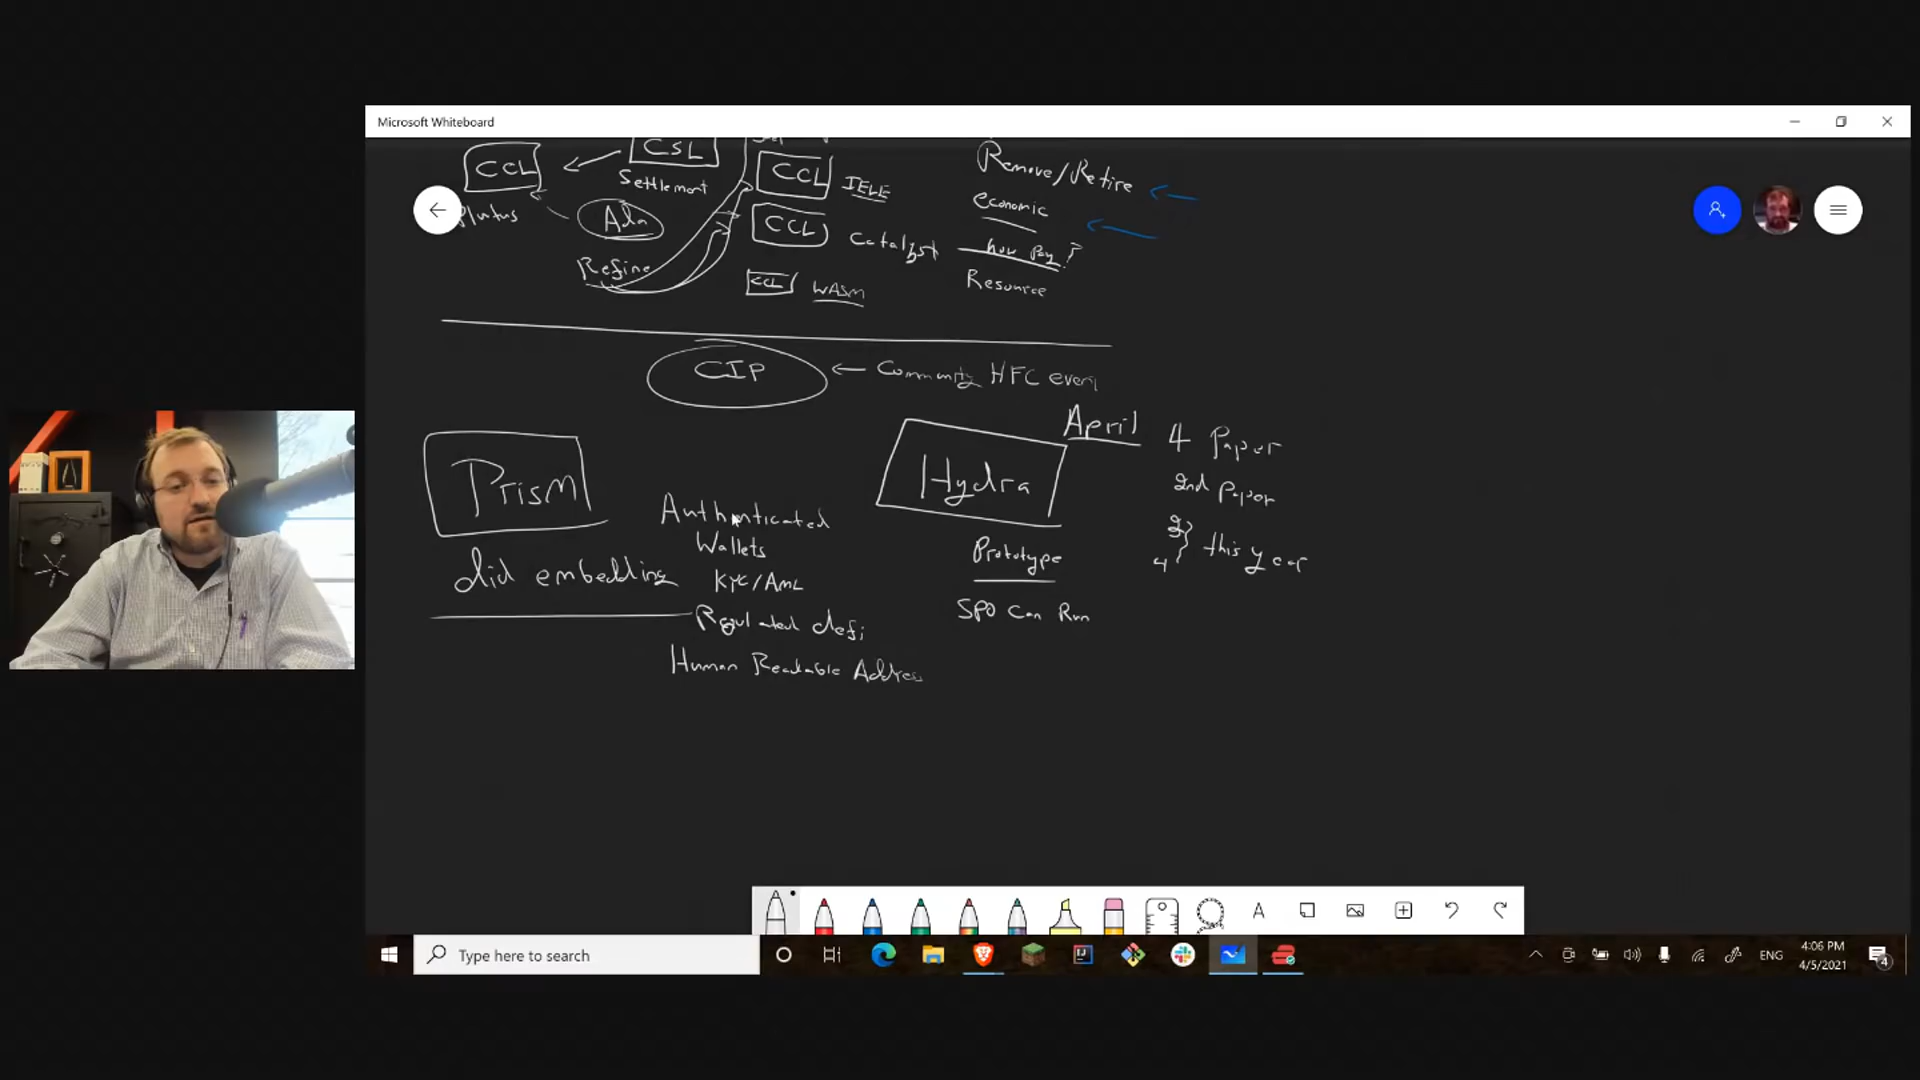 Microsoft Whiteboard
CCL
CSL
Settlement
Plutus
Ada
Refine
CCL IELE
CCL Catalyst
CCL WASM
Remove/Retire
economic
how Pay?
Resource
CIP ← Community HFC event
Prism
did embedding
Authenticated
Wallets
KYC/AML
Regulated defi
Human Readable Address
Hydra
April
Prototype
SPO Can Run
4 Paper
2nd Paper
this year
Type here to search
ENG
4:06 PM
4/5/2021
4